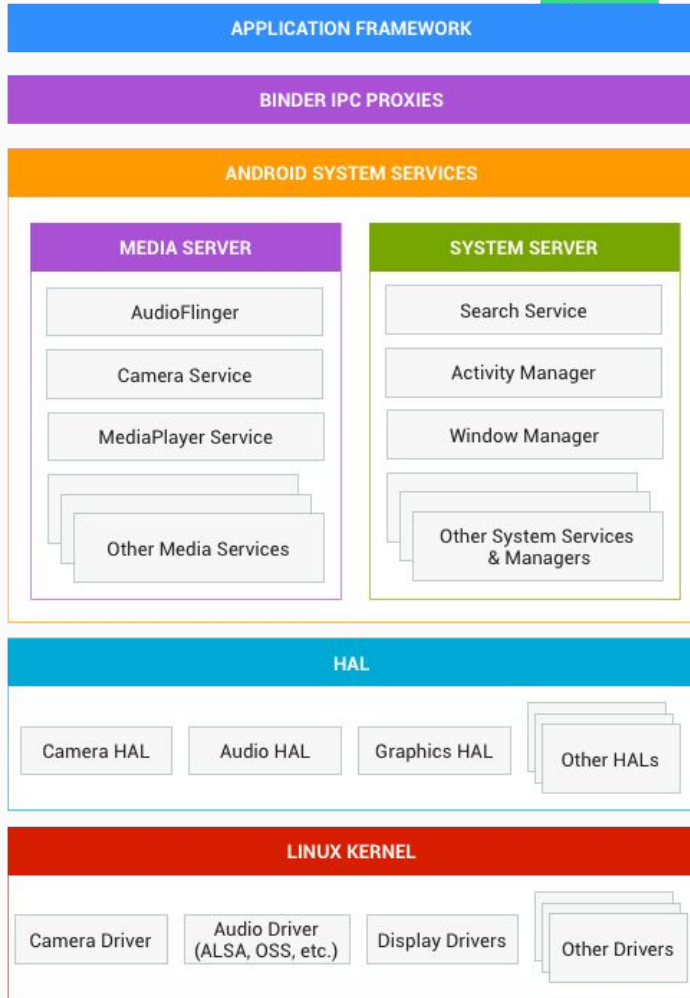 APPLICATION FRAMEWORK
BINDER IPC PROXIES
ANDROID SYSTEM SERVICES
MEDIA SERVER
AudioFlinger
Camera Service
MediaPlayer Service
Other Media Services
SYSTEM SERVER
Search Service
Activity Manager
Window Manager
Other System Services
& Managers
HAL
Camera HAL
Audio HAL
Graphics HAL
Other HALs
LINUX KERNEL
Camera Driver
Audio Driver
(ALSA, OSS, etc.)
Display Drivers
Other Drivers